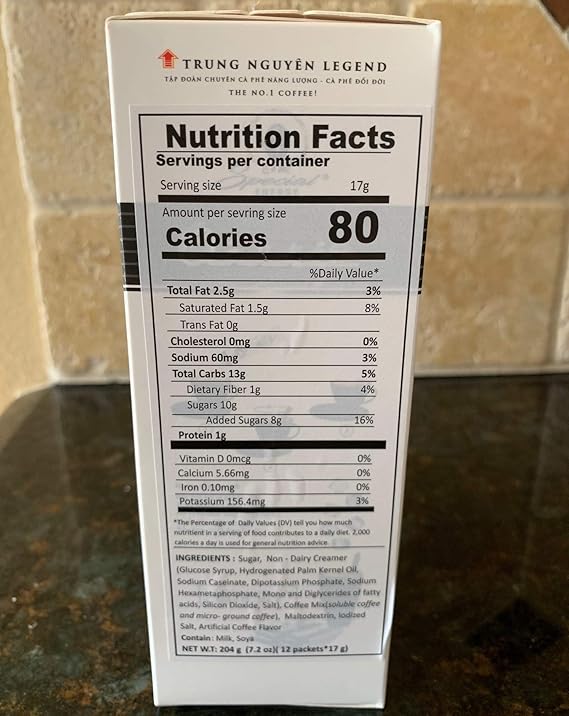 TRUNG NGUYÊN LEGEND
TẬP ĐOÀN CHUYÊN CÀ PHÊ NĂNG LƯỢNG - CÀ PHÊ ĐỔI ĐỜI
THE NO.1 COFFEE!
Nutrition Facts
Servings per container
Serving size 17g
Amount per sevring size
Calories 80
%Daily Value*
Total Fat 2.5g 3%
Saturated Fat 1.5g 8%
Trans Fat 0g
Cholesterol 0mg 0%
Sodium 60mg 3%
Total Carbs 13g 5%
Dietary Fiber 1g 4%
Sugars 10g
Added Sugars 8g 16%
Protein 1g
Vitamin D 0mcg 0%
Calcium 5.66mg 0%
Iron 0.10mg 0%
Potassium 156.4mg 3%
*The Percentage of Daily Values (DV) tell you how much
nutritient in a serving of food contributes to a daily diet. 2,000
calories a day is used for general nutrition advice
INGREDIENTS : Sugar, Non - Dairy Creamer
(Glucose Syrup, Hydrogenated Palm Kernel Oil,
Sodium Caseinate, Dipotassium Phosphate, Sodium
Hexametaphosphate, Mono and Diglycerides of fatty
acids, Silicon Dioxide, Salt), Coffee Mix(soluble coffee
and micro- ground coffee), Maltodextrin, Iodized
Salt, Artificial Coffee Flavor
Contain: Milk, Soya
NET W.T: 204 g (7.2 oz)( 12 packets*17 g)